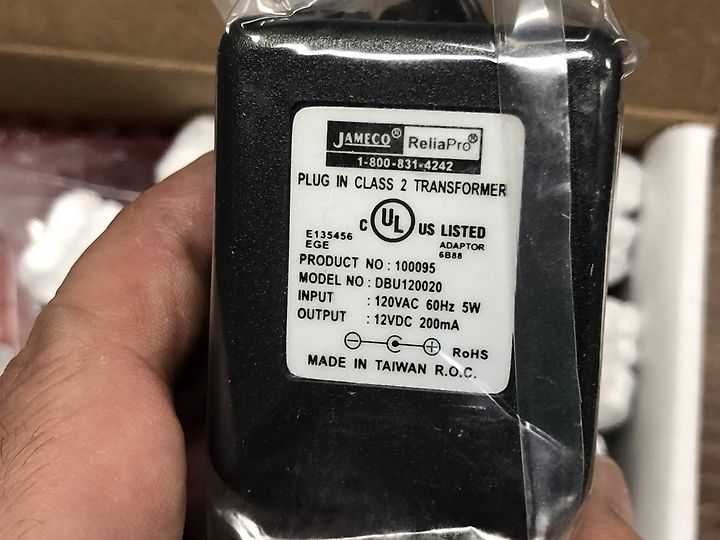 JAMECO® ReliaPro®
1-800-831-4242
PLUG IN CLASS 2 TRANSFORMER
C UL US LISTED
E135456 ADAPTOR
EGE 6B88
PRODUCT NO : 100095
MODEL NO : DBU120020
INPUT : 120VAC 60Hz 5W
OUTPUT : 12VDC 200mA
RoHS
MADE IN TAIWAN R.O.C.